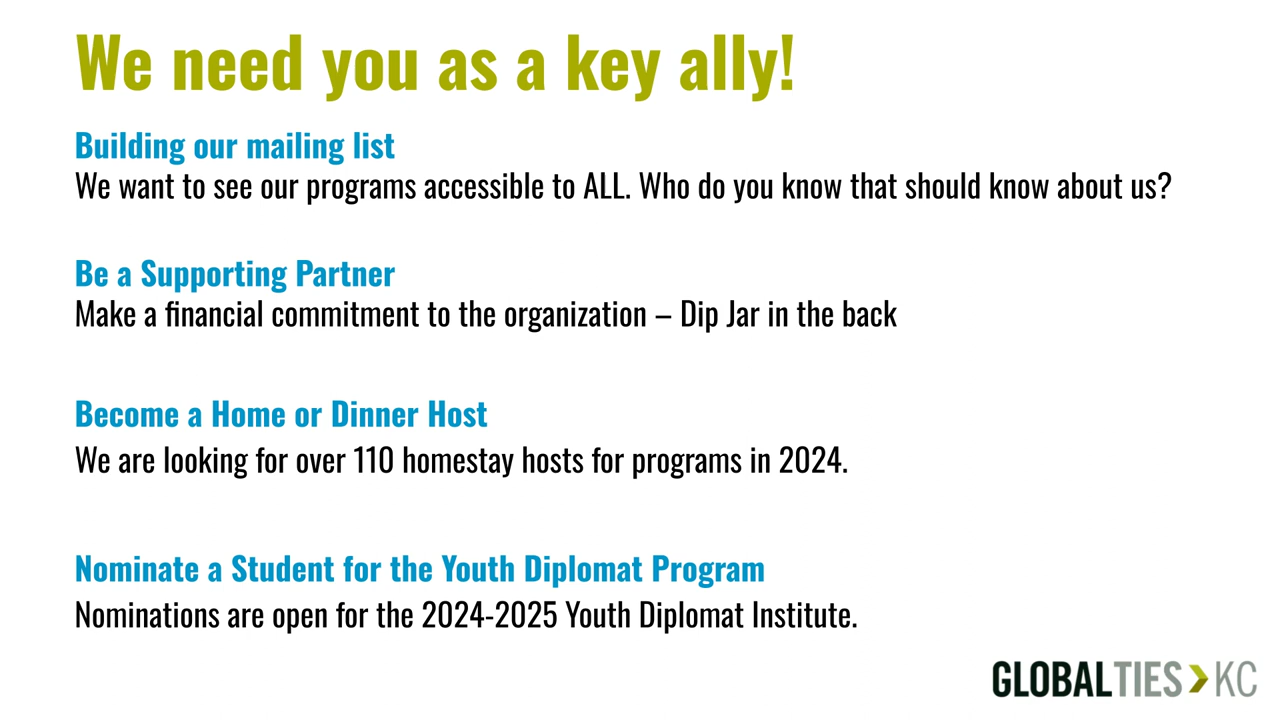 We need you as a key ally!
Building our mailing list
We want to see our programs accessible to ALL. Who do you know that should know about us?
Be a Supporting Partner
Make a financial commitment to the organization – Dip Jar in the back
Become a Home or Dinner Host
We are looking for over 110 homestay hosts for programs in 2024.
Nominate a Student for the Youth Diplomat Program
Nominations are open for the 2024-2025 Youth Diplomat Institute.
GLOBALTIES KC